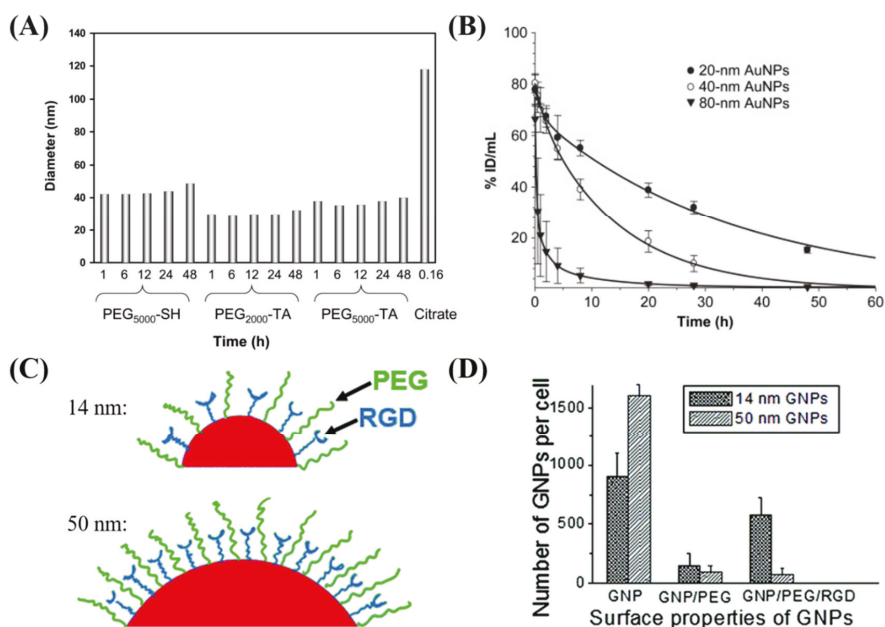 (A)
140
120
100
80
60
40
20
0
Diameter (nm)
1 6 12 24 48 1 6 12 24 48 1 6 12 24 48 0.16
PEG5000-SH PEG2000-TA PEG5000-TA Citrate
Time (h)
(B)
100
80
60
40
20
% ID/mL
20-nm AuNPs
40-nm AuNPs
80-nm AuNPs
0 10 20 30 40 50 60
Time (h)
(C)
14 nm:
PEG
RGD
50 nm:
(D)
1500
1000
500
0
Number of GNPs per cell
14 nm GNPs
50 nm GNPs
GNP GNP/PEG GNP/PEG/RGD
Surface properties of GNPs